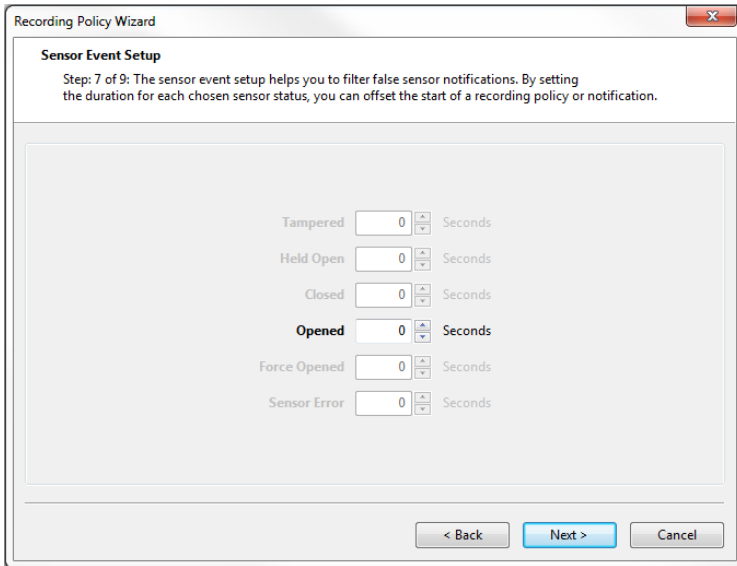 Recording Policy Wizard
Sensor Event Setup
Step: 7 of 9: The sensor event setup helps you to filter false sensor notifications. By setting
the duration for each chosen sensor status, you can offset the start of a recording policy or notification.
Tampered 0 Seconds
Held Open 0 Seconds
Closed 0 Seconds
Opened 0 Seconds
Force Opened 0 Seconds
Sensor Error 0 Seconds
< Back Next > Cancel